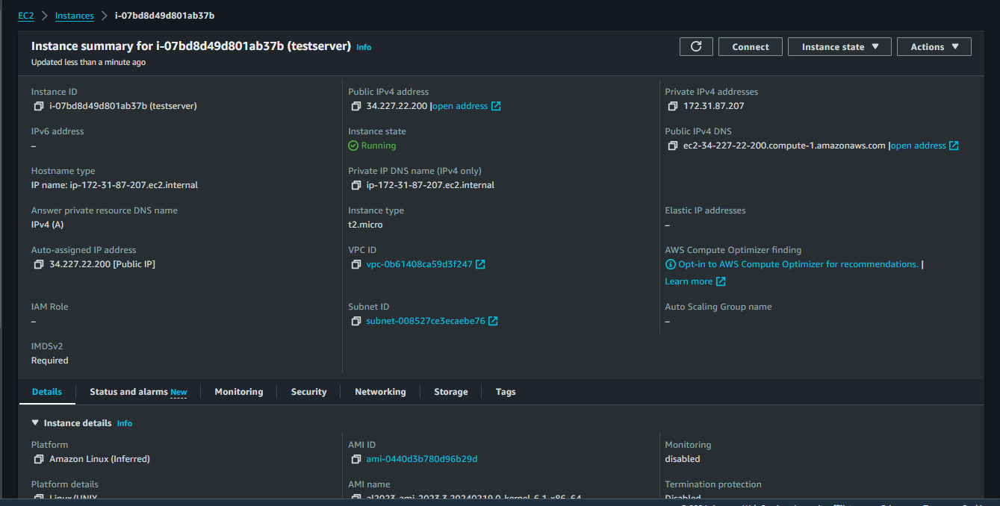 EC2 > Instances > i-07bd8d49d801ab37b
Instance summary for i-07bd8d49d801ab37b (testserver) Info
Updated less than a minute ago
Connect
Instance state
Actions
Instance ID
i-07bd8d49d801ab37b (testserver)
Public IPv4 address
34.227.22.200 |open address
Private IPv4 addresses
172.31.87.207
IPv6 address
–
Instance state
Running
Public IPv4 DNS
ec2-34-227-22-200.compute-1.amazonaws.com |open address
Hostname type
IP name: ip-172-31-87-207.ec2.internal
Private IP DNS name (IPv4 only)
ip-172-31-87-207.ec2.internal
Answer private resource DNS name
IPv4 (A)
Instance type
t2.micro
Elastic IP addresses
–
Auto-assigned IP address
34.227.22.200 [Public IP]
VPC ID
vpc-0b61408ca59d3f247
AWS Compute Optimizer finding
Opt-in to AWS Compute Optimizer for recommendations. |
Learn more
IAM Role
–
Subnet ID
subnet-008527ce3ecaebe76
Auto Scaling Group name
–
IMDSv2
Required
Details
Status and alarms New
Monitoring
Security
Networking
Storage
Tags
Instance details Info
Platform
Amazon Linux (Inferred)
AMI ID
ami-0440d3b780d96b29d
Monitoring
disabled
Platform details
Linux/UNIX
AMI name
al2023-ami-2023.3.20240219.0-kernel-6.1-x86_64
Termination protection
Disabled